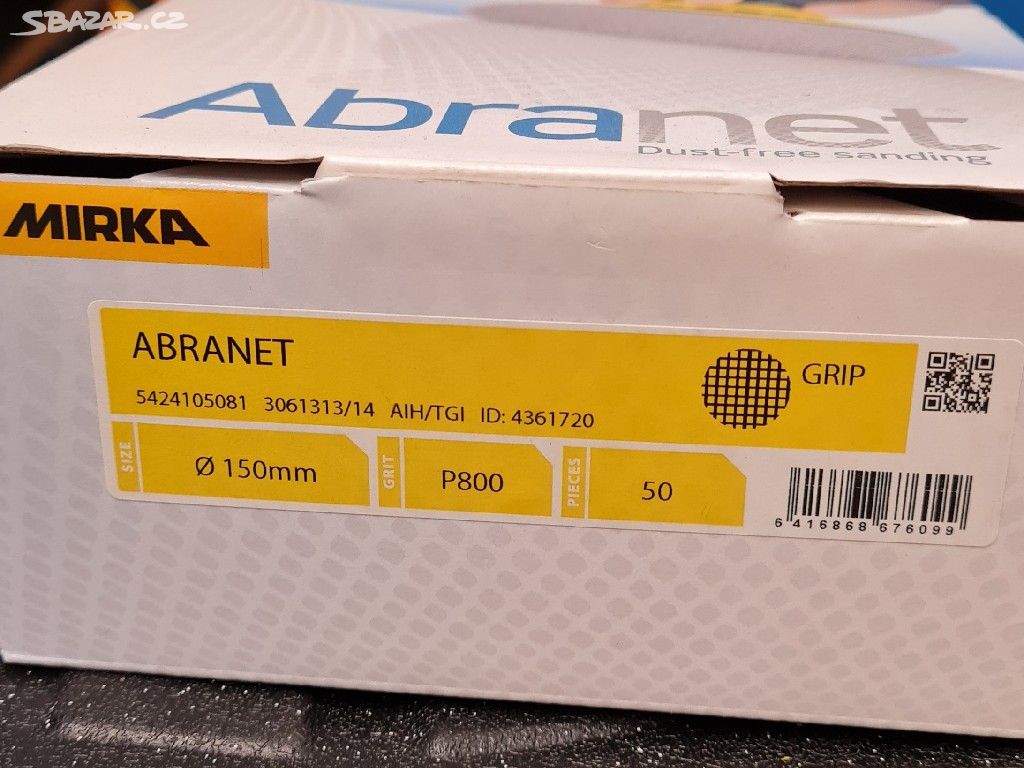 SBAZAR.CZ
Abranet
Dust-free sanding
MIRKA
ABRANET
5424105081 3061313/14 AIH/TGI ID: 4361720
GRIP
SIZE
Ø 150mm
GRIT
P800
PIECES
50
6 416868 676099